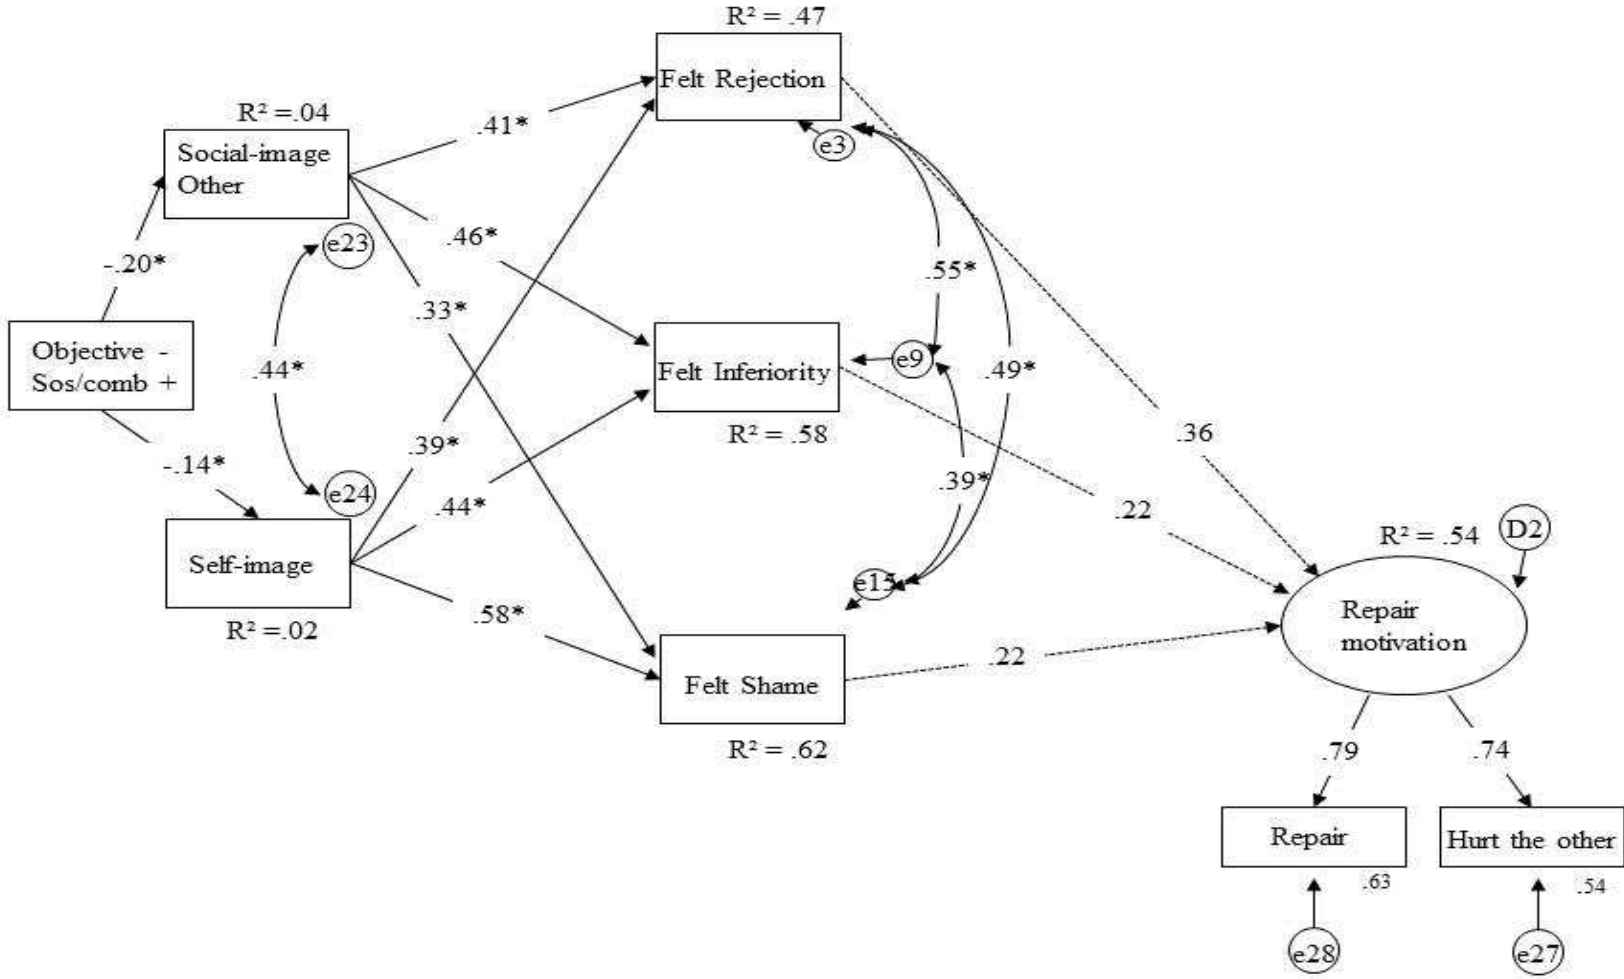 R² = .47
Felt Rejection
R² =.04
Social-image
Other
.41*
e3
e23
.46*
-.20*
.55*
.33*
Objective -
Sos/comb +
.44*
Felt Inferiority
e9
.49*
R² = .58
.36
.39*
-.14*
e24
.44*
.39*
.22
R² = .54
D2
Self-image
e15
R² =.02
.58*
Repair
motivation
.22
Felt Shame
R² = .62
.79
.74
Repair
Hurt the other
.63
.54
e28
e27